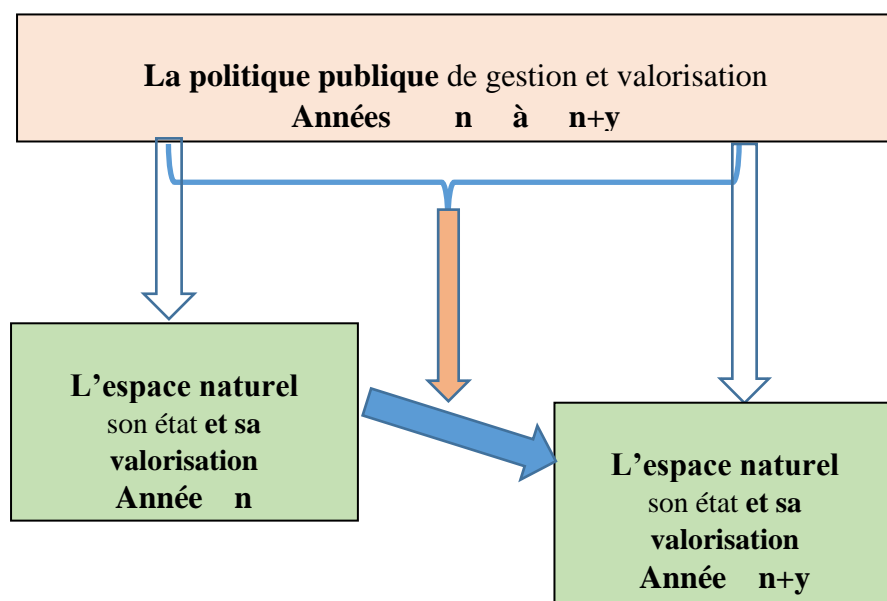 La politique publique de gestion et valorisation
Années n à n+y
L’espace naturel
son état et sa
valorisation
Année n
L’espace naturel
son état et sa
valorisation
Année n+y